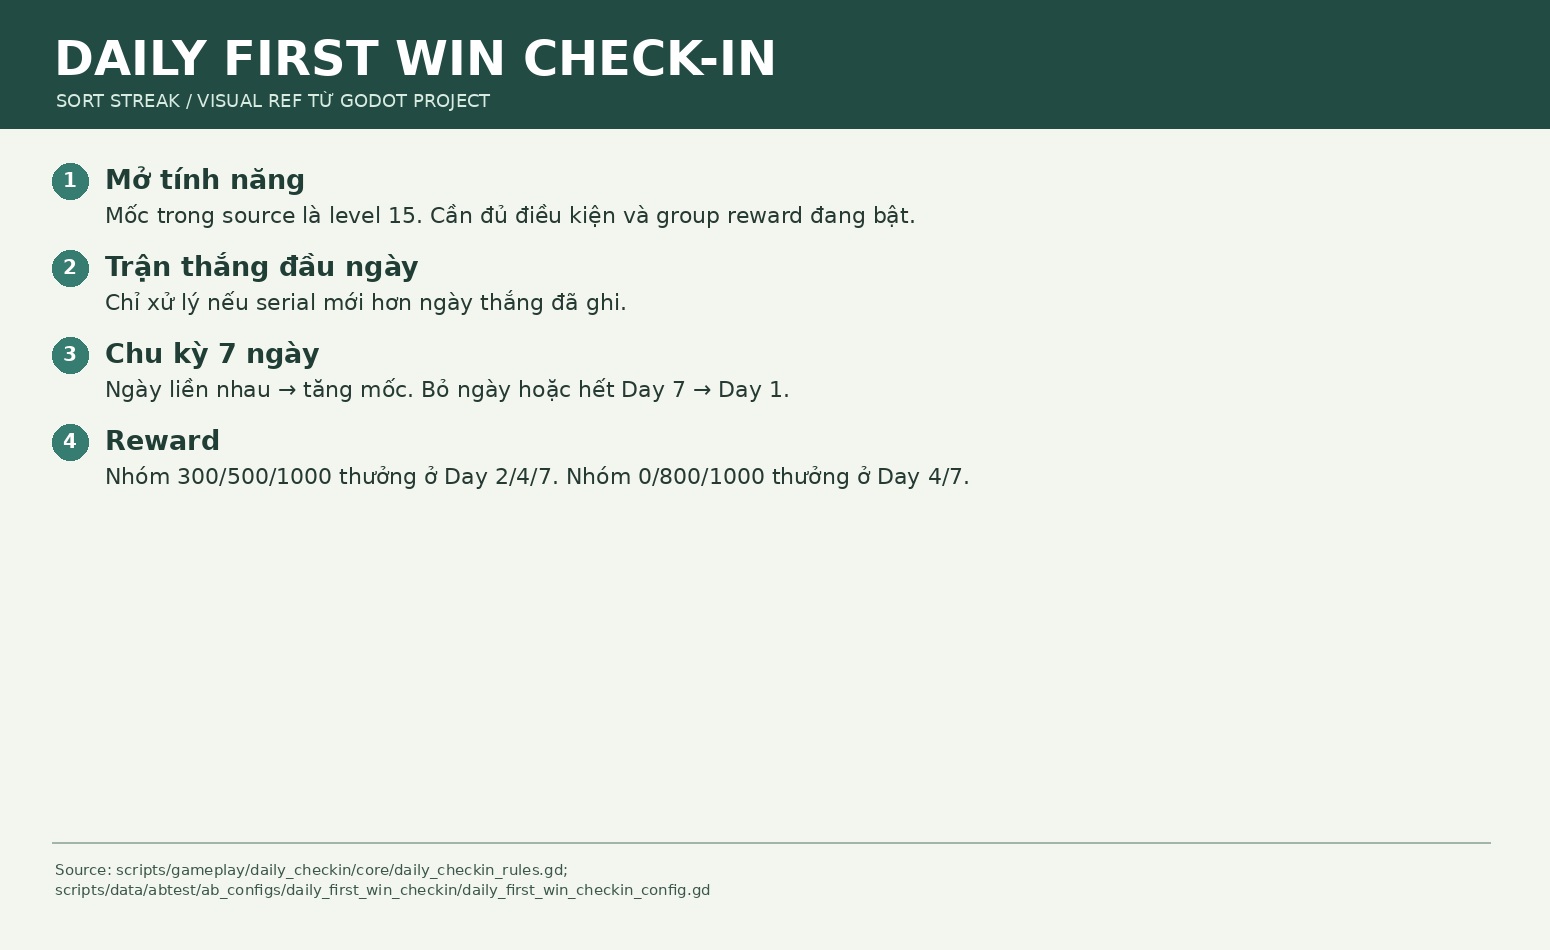 DAILY FIRST WIN CHECK-IN
SORT STREAK / VISUAL REF TỪ GODOT PROJECT
1 Mở tính năng
Mốc trong source là level 15. Cần đủ điều kiện và group reward đang bật.
2 Trận thắng đầu ngày
Chỉ xử lý nếu serial mới hơn ngày thắng đã ghi.
3 Chu kỳ 7 ngày
Ngày liền nhau → tăng mốc. Bỏ ngày hoặc hết Day 7 → Day 1.
4 Reward
Nhóm 300/500/1000 thưởng ở Day 2/4/7. Nhóm 0/800/1000 thưởng ở Day 4/7.
Source: scripts/gameplay/daily_checkin/core/daily_checkin_rules.gd;
scripts/data/abtest/ab_configs/daily_first_win_checkin/daily_first_win_checkin_config.gd